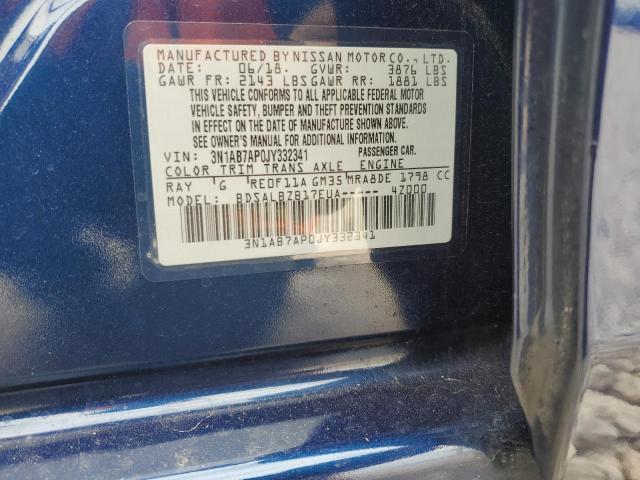 MANUFACTURED BY NISSAN MOTOR CO., LTD.
DATE: 06/18. GVWR: 3876 LBS
GAWR FR: 2143 LBS GAWR RR: 1881 LBS
THIS VEHICLE CONFORMS TO ALL APPLICABLE FEDERAL MOTOR
VEHICLE SAFETY, BUMPER AND THEFT PREVENTION STANDARDS
IN EFFECT ON THE DATE OF MANUFACTURE SHOWN ABOVE.
SEE OWNER'S MANUAL FOR ADDITIONAL INFORMATION.
VIN: 3N1AB7AP0JY332341 PASSENGER CAR.
COLOR TRIM TRANS AXLE ENGINE
RAY G RE0F11A GM35 MRA8DE 1798 CC
MODEL: BDSALBZB17EUA----- 4Z000
3N1AB7AP0JY332341